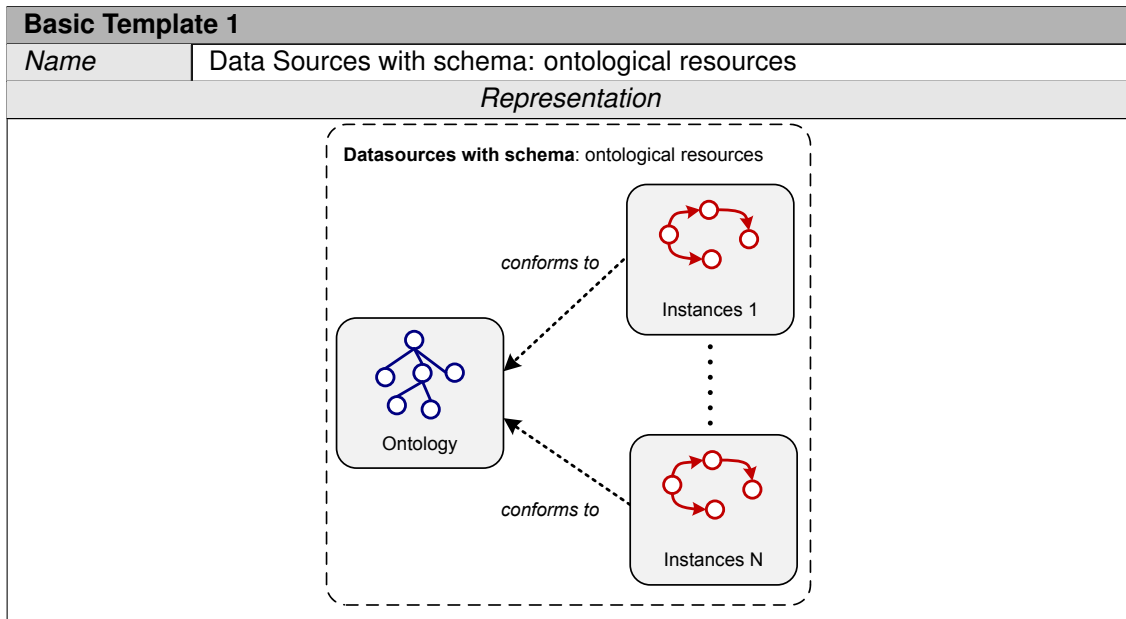 Basic Template 1
Name Data Sources with schema: ontological resources
Representation
Datasources with schema: ontological resources
Instances 1
conforms to
Ontology
conforms to
Instances N